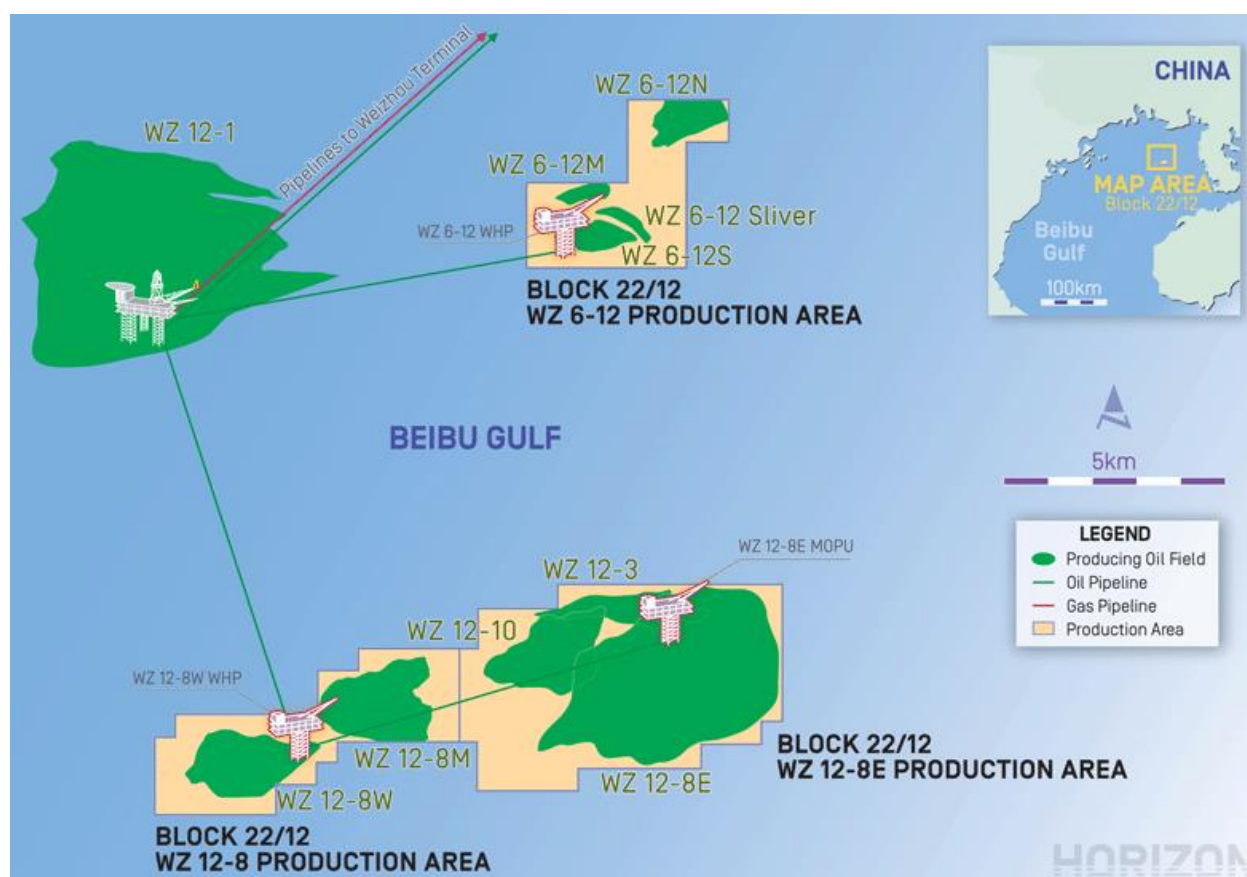 Pipelines to Weizhou Terminal
WZ 12-1
WZ 6-12N
WZ 6-12M
WZ 6-12 WHP
WZ 6-12 Sliver
WZ 6-12S
BLOCK 22/12
WZ 6-12 PRODUCTION AREA
CHINA
MAP AREA
Block 22/12
Beibu
Gulf
100km
BEIBU GULF
5km
LEGEND
Producing Oil Field
Oil Pipeline
Gas Pipeline
Production Area
WZ 12-8E MOPU
WZ 12-3
WZ 12-10
WZ 12-8W WHP
WZ 12-8M
WZ 12-8E
WZ 12-8W
BLOCK 22/12
WZ 12-8E PRODUCTION AREA
BLOCK 22/12
WZ 12-8 PRODUCTION AREA
HORIZON